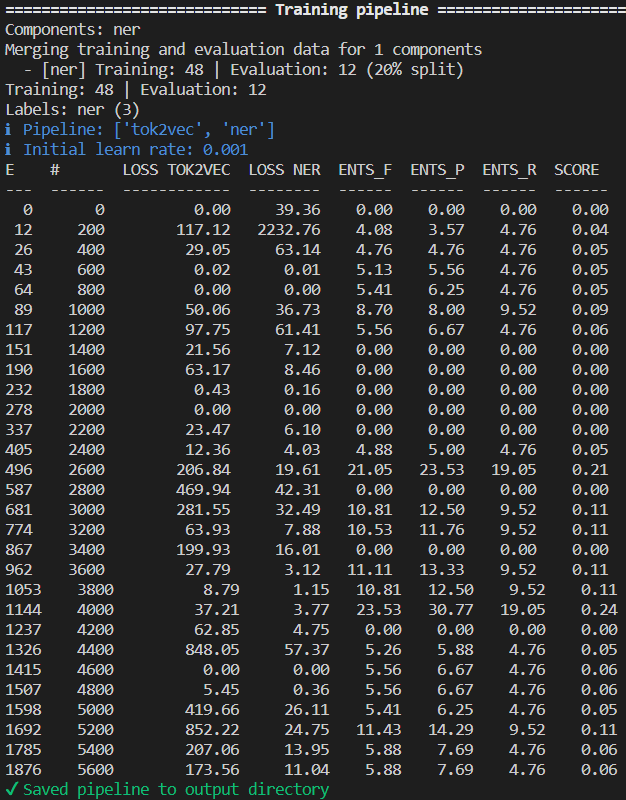 ============================ Training pipeline ====================
Components: ner
Merging training and evaluation data for 1 components
  - [ner] Training: 48 | Evaluation: 12 (20% split)
Training: 48 | Evaluation: 12
Labels: ner (3)
ℹ Pipeline: ['tok2vec', 'ner']
ℹ Initial learn rate: 0.001
E    #       LOSS TOK2VEC  LOSS NER  ENTS_F  ENTS_P  ENTS_R  SCORE
---  ------  ------------  --------  ------  ------  ------  ------
  0       0          0.00     39.36    0.00    0.00    0.00    0.00
 12     200        117.12   2232.76    4.08    3.57    4.76    0.04
 26     400         29.05     63.14    4.76    4.76    4.76    0.05
 43     600          0.02      0.01    5.13    5.56    4.76    0.05
 64     800          0.00      0.00    5.41    6.25    4.76    0.05
 89    1000         50.06     36.73    8.70    8.00    9.52    0.09
117    1200         97.75     61.41    5.56    6.67    4.76    0.06
151    1400         21.56      7.12    0.00    0.00    0.00    0.00
190    1600         63.17      8.46    0.00    0.00    0.00    0.00
232    1800          0.43      0.16    0.00    0.00    0.00    0.00
278    2000          0.00      0.00    0.00    0.00    0.00    0.00
337    2200         23.47      6.10    0.00    0.00    0.00    0.00
405    2400         12.36      4.03    4.88    5.00    4.76    0.05
496    2600        206.84     19.61   21.05   23.53   19.05    0.21
587    2800        469.94     42.31    0.00    0.00    0.00    0.00
681    3000        281.55     32.49   10.81   12.50    9.52    0.11
774    3200         63.93      7.88   10.53   11.76    9.52    0.11
867    3400        199.93     16.01    0.00    0.00    0.00    0.00
962    3600         27.79      3.12   11.11   13.33    9.52    0.11
1053    3800          8.79      1.15   10.81   12.50    9.52    0.11
1144    4000         37.21      3.77   23.53   30.77   19.05    0.24
1237    4200         62.85      4.75    0.00    0.00    0.00    0.00
1326    4400        848.05     57.37    5.26    5.88    4.76    0.05
1415    4600          0.00      0.00    5.56    6.67    4.76    0.06
1507    4800          5.45      0.36    5.56    6.67    4.76    0.06
1598    5000        419.66     26.11    5.41    6.25    4.76    0.05
1692    5200        852.22     24.75   11.43   14.29    9.52    0.11
1785    5400        207.06     13.95    5.88    7.69    4.76    0.06
1876    5600        173.56     11.04    5.88    7.69    4.76    0.06
✓ Saved pipeline to output directory